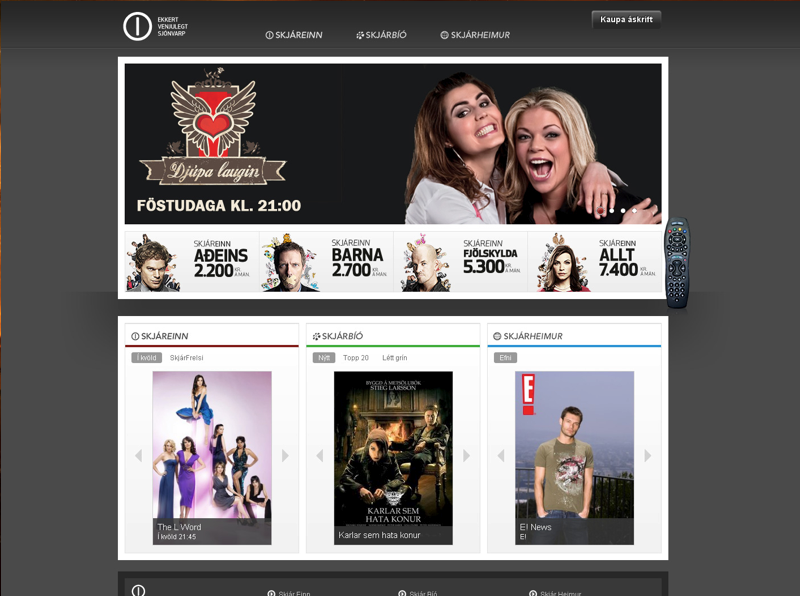 EKKERT
VENJULEGT
SJÓNVARP
SKJÁREINN
SKJÁRBÍÓ
SKJÁRHEIMUR
Kaupa áskrift
Djúpa laugin
FÖSTUDAGA KL. 21:00
SKJÁREINN
AÐEINS
2.200 KR. Á MÁN.
SKJÁREINN
BARNA
2.700 KR. Á MÁN.
SKJÁREINN
FJÖLSKYLDA
5.300 KR. Á MÁN.
SKJÁREINN
ALLT
7.400 KR. Á MÁN.
SKJÁREINN
Í kvöld SkjárFrelsi
The L Word
Í kvöld 21:45
SKJÁRBÍÓ
Nýtt Topp 20 Létt grín
BYGGÐ Á METSÖLUBÓK
STIEG LARSSON
KARLAR SEM
HATA KONUR
Karlar sem hata konur
SKJÁRHEIMUR
Efni
E!
E! News
E!
Skjár Einn
Skjár Bíó
Skjár Heimur